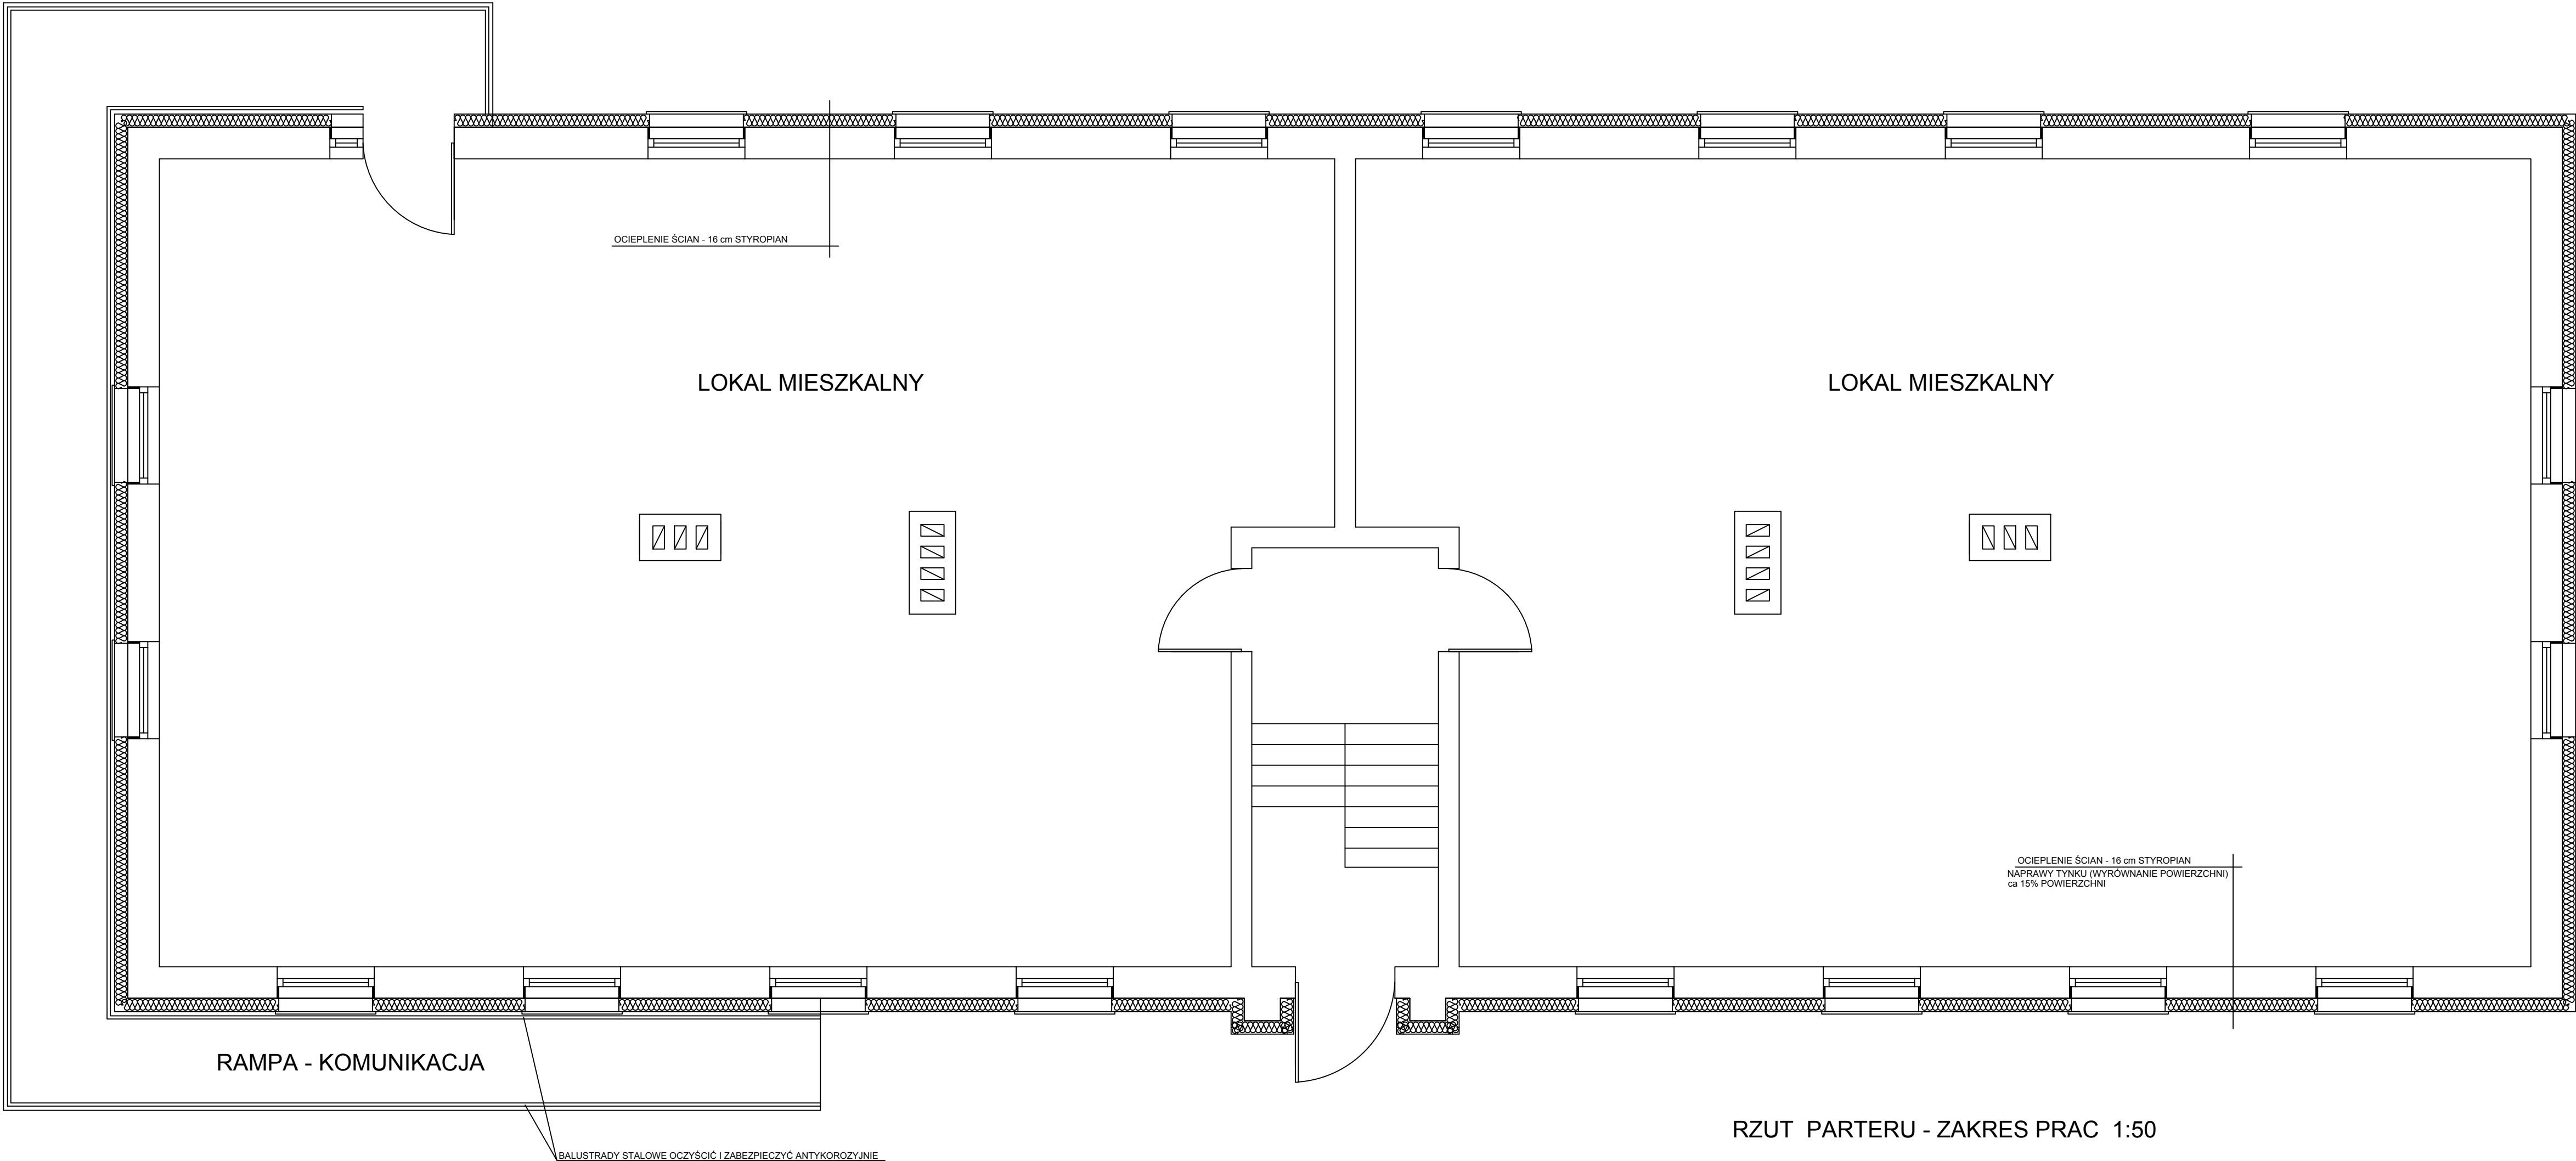 OCIEPLENIE ŚCIAN - 16 cm STYROPIAN
LOKAL MIESZKALNY
LOKAL MIESZKALNY
OCIEPLENIE ŚCIAN - 16 cm STYROPIAN
NAPRAWY TYNKU (WYRÓWNANIE POWIERZCHNI)
ca 15% POWIERZCHNI
RAMPA - KOMUNIKACJA
RZUT PARTERU - ZAKRES PRAC 1:50
BALUSTRADY STALOWE OCZYŚCIĆ I ZABEZPIECZYĆ ANTYKOROZYJNIE